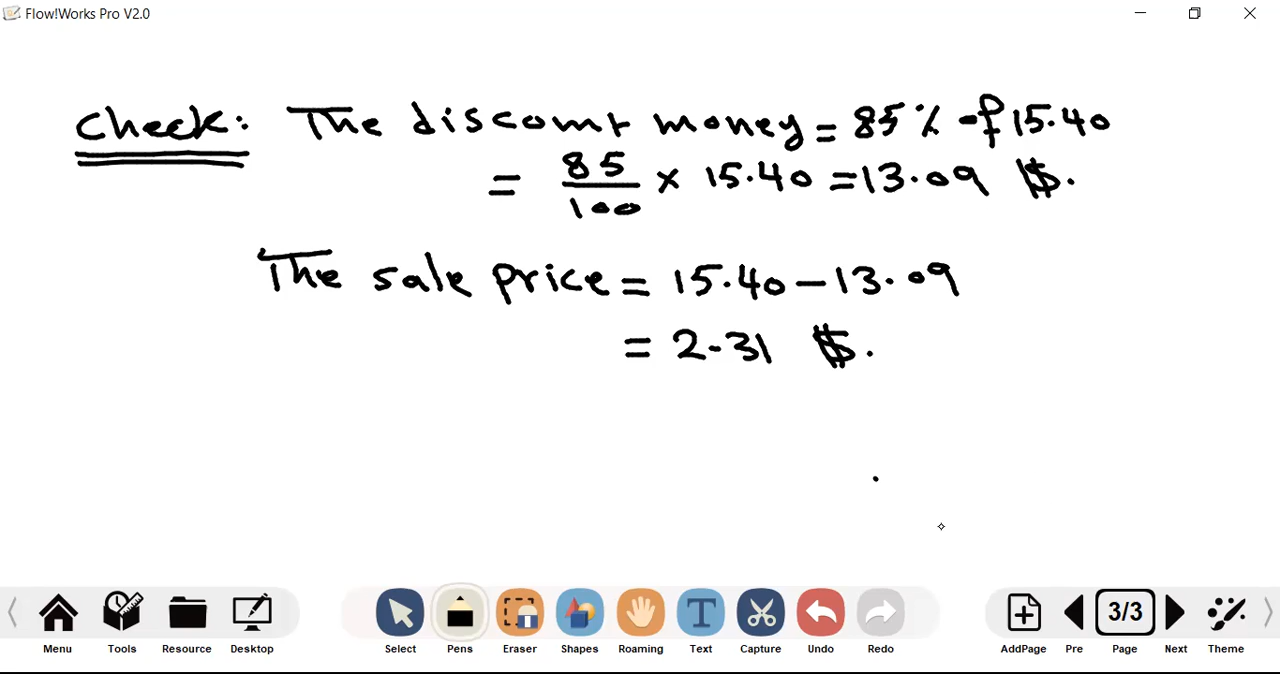 Flow!Works Pro V2.0
Check: The discount money = 85% of 15.40
= 85/100 × 15.40 = 13.09 $.
The sale price = 15.40 - 13.09
= 2.31 $.
3/3
Menu Tools Resource Desktop Select Pens Eraser Shapes Roaming Text Capture Undo Redo AddPage Pre Page Next Theme